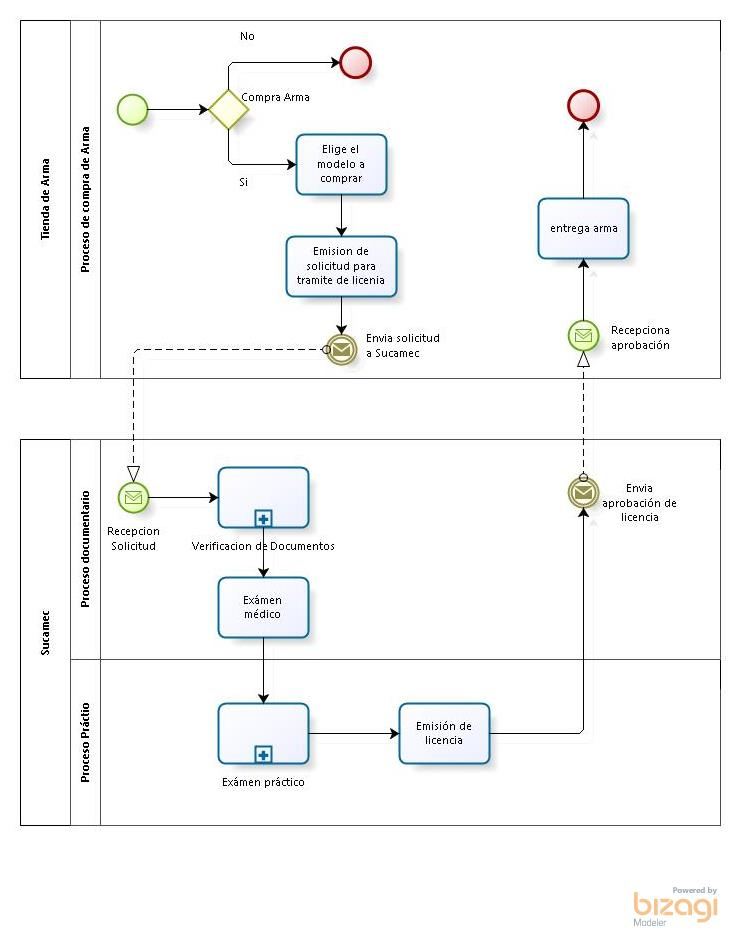 Tienda de Arma
Proceso de compra de Arma
No
Compra Arma
Si
Elige el
modelo a
comprar
Emision de
solicitud para
tramite de licenia
Envia solicitud
a Sucamec
entrega arma
Recepciona
aprobación
Sucamec
Proceso documentario
Recepcion
Solicitud
Verificacion de Documentos
Exámen
médico
Envia
aprobación de
licencia
Proceso Práctio
Exámen práctico
Emisión de
licencia
Powered by
bizagi
Modeler